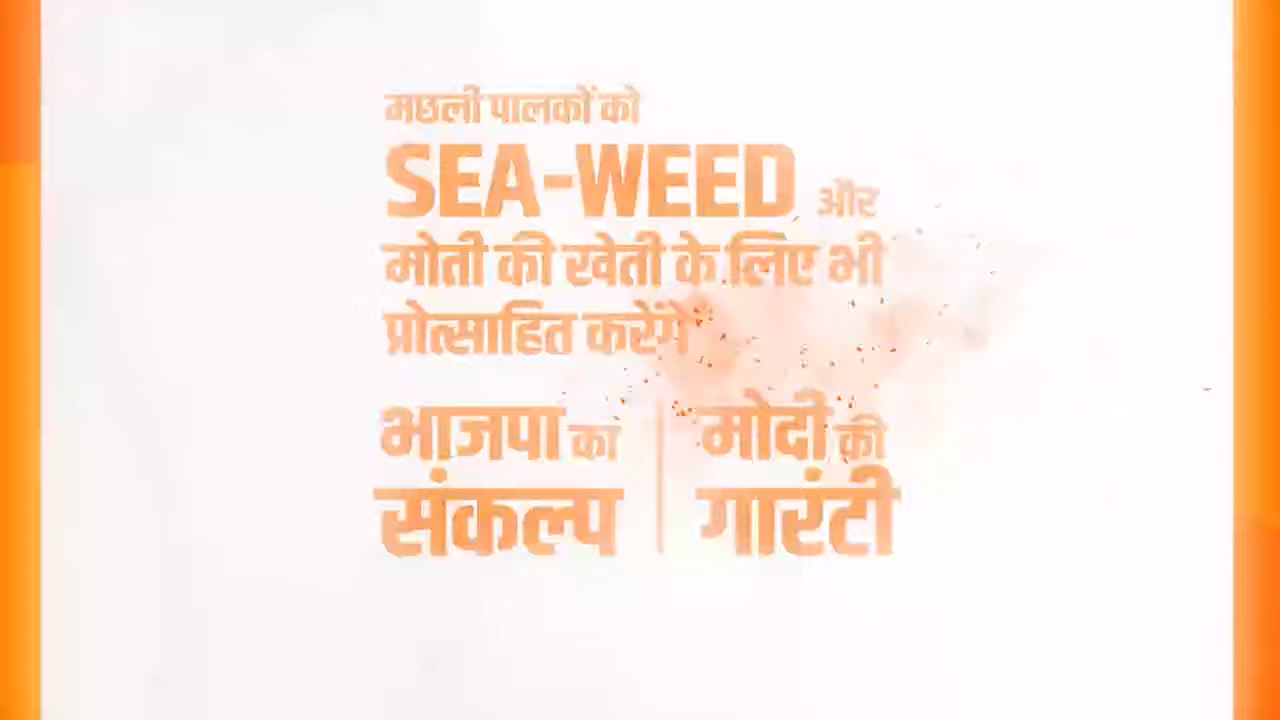 मछली पालकों को
SEA-WEED और
मोती की खेती के लिए भी
प्रोत्साहित करेंगे
भाजपा का
संकल्प
मोदी की
गारंटी